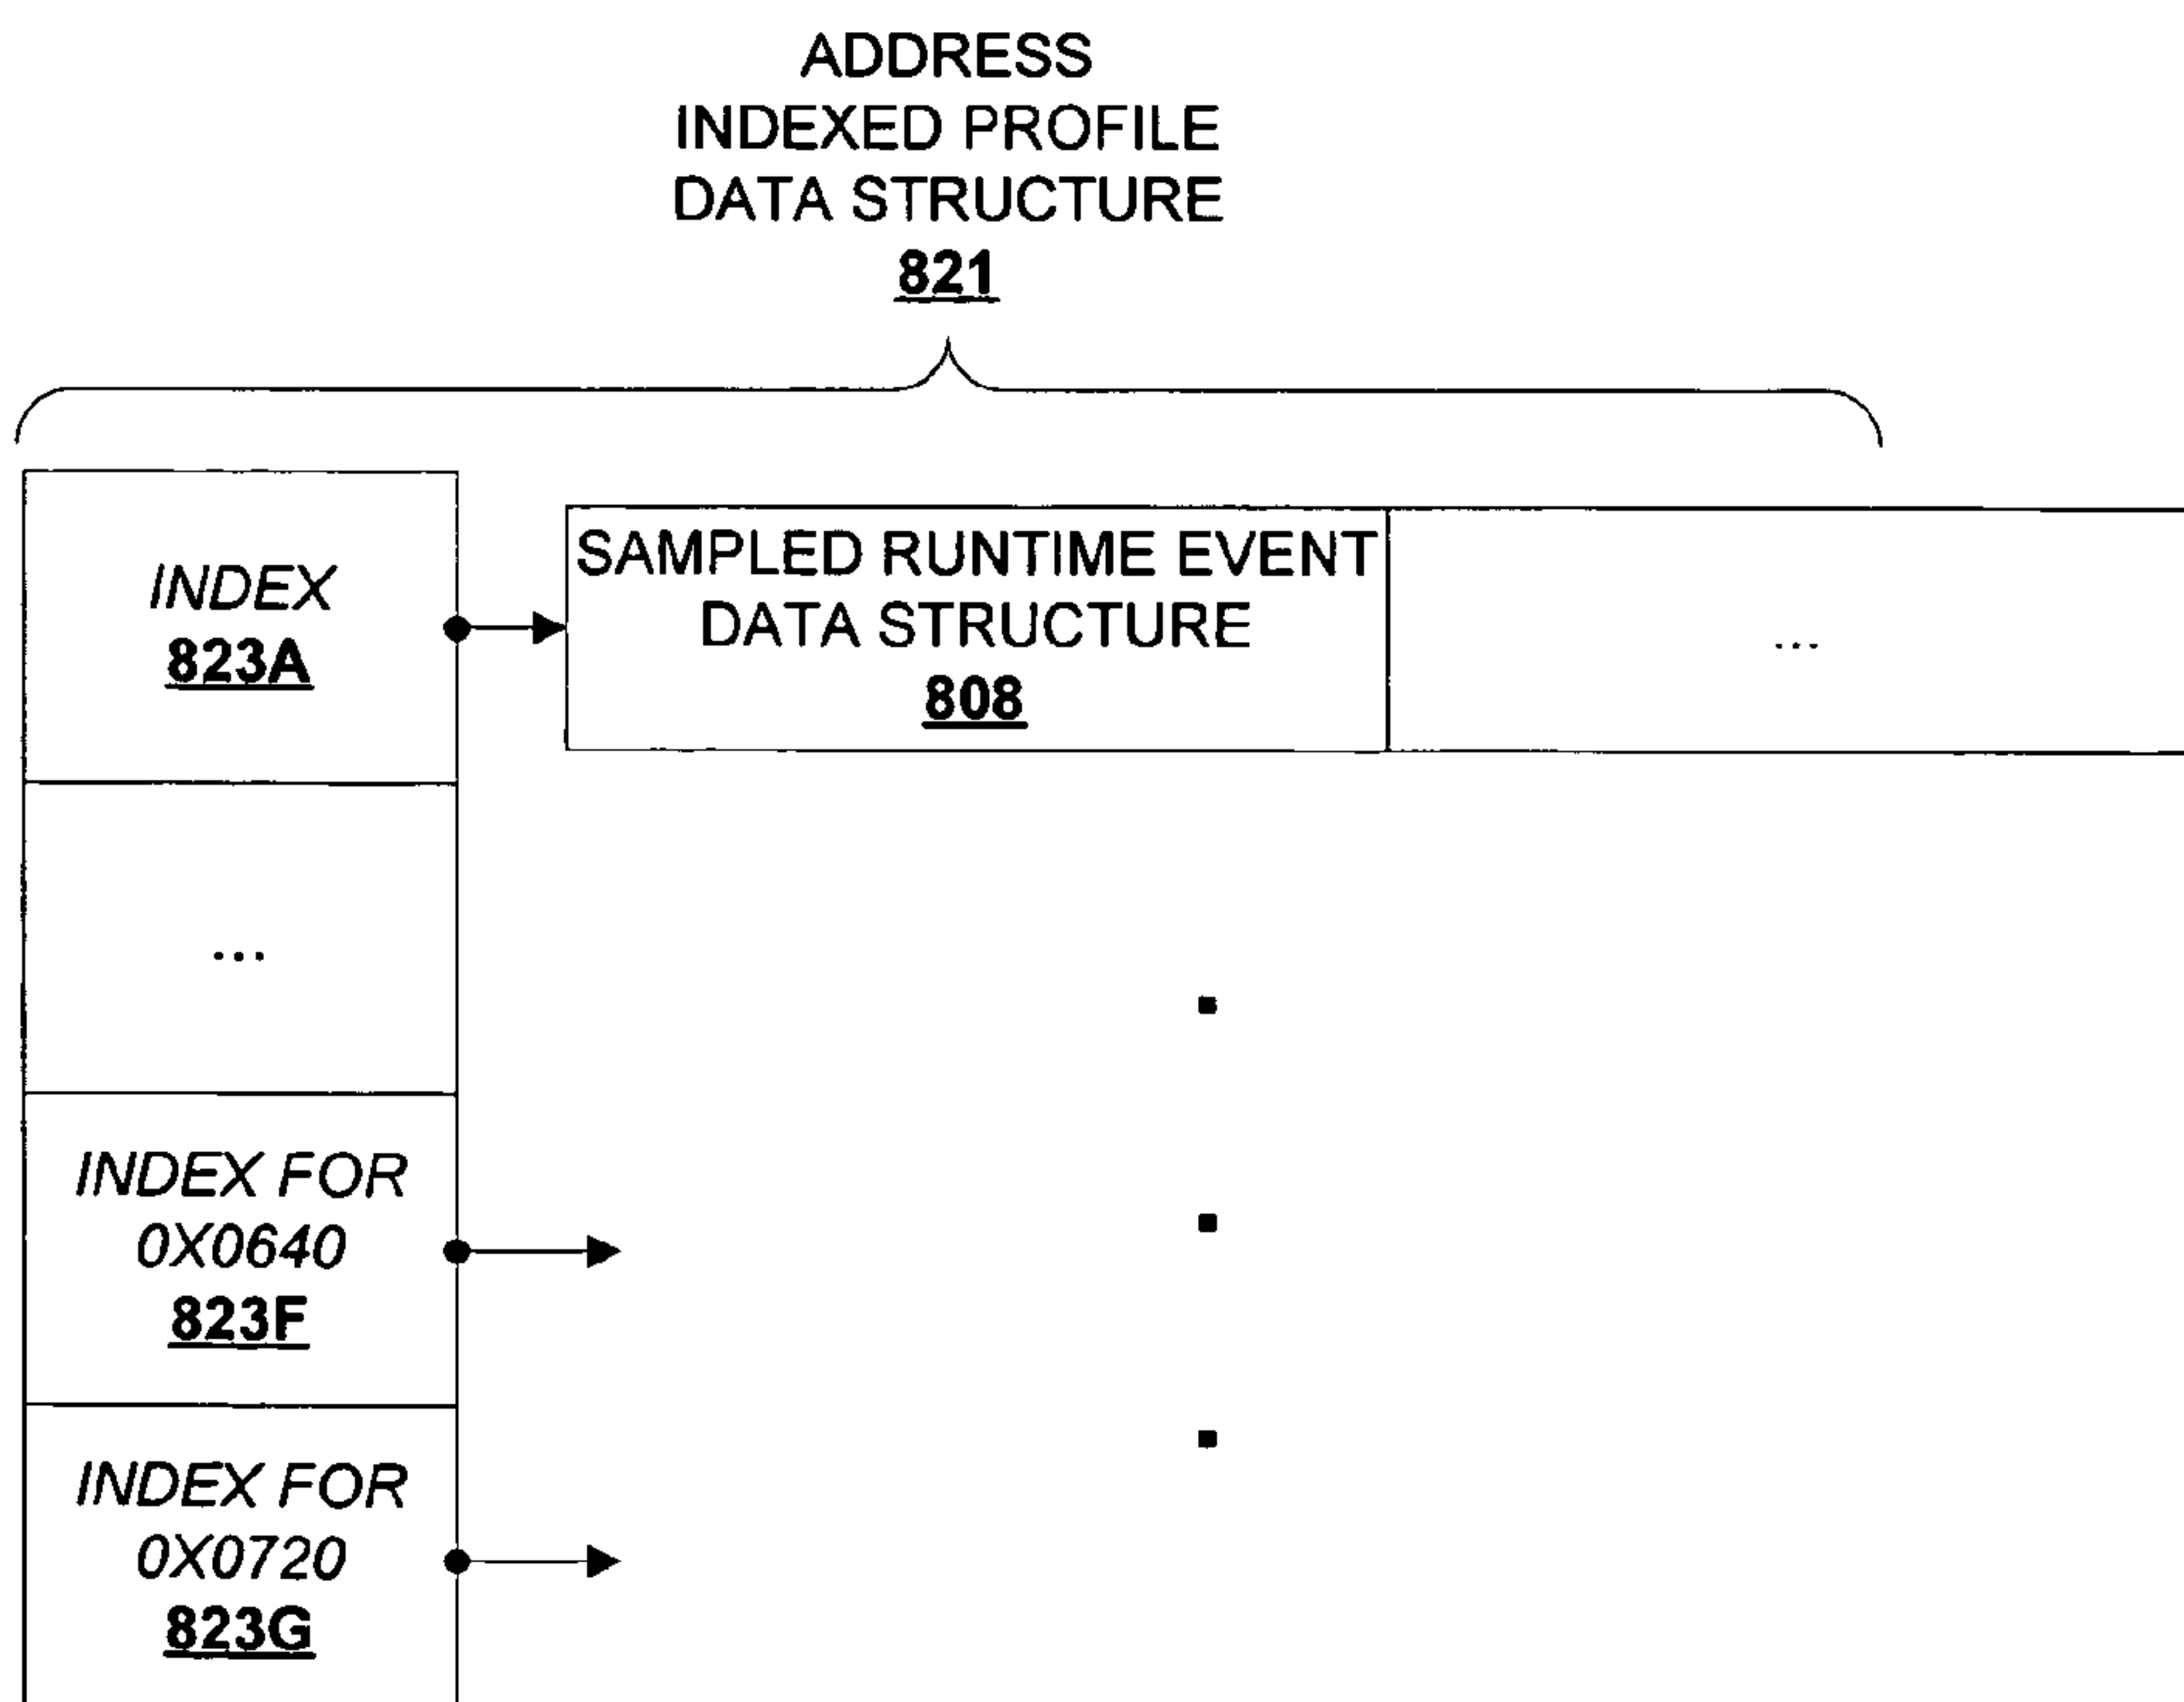 ADDRESS
INDEXED PROFILE
DATA STRUCTURE
821
INDEX
823A
SAMPLED RUNTIME EVENT
DATA STRUCTURE
808
...
...
INDEX FOR
0X0640
823F
INDEX FOR
0X0720
823G